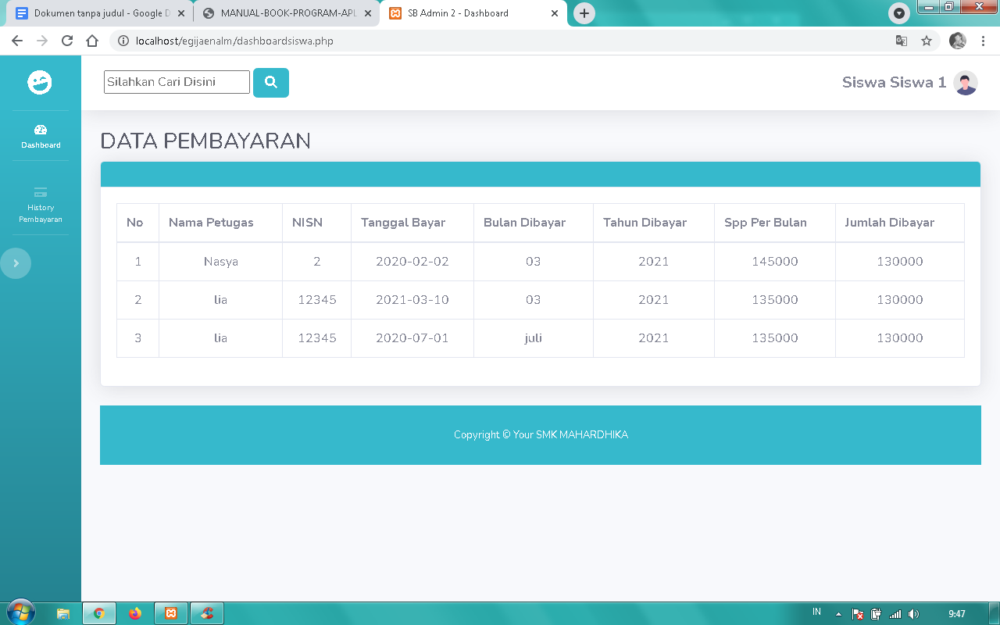 Dokumen tanpa judul - Google D
MANUAL-BOOK-PROGRAM-APL
SB Admin 2 - Dashboard
localhost/egijaenalm/dashboardsiswa.php
Silahkan Cari Disini
Siswa Siswa 1
Dashboard
History
Pembayaran
DATA PEMBAYARAN
No Nama Petugas NISN Tanggal Bayar Bulan Dibayar Tahun Dibayar Spp Per Bulan Jumlah Dibayar
1 Nasya 2 2020-02-02 03 2021 145000 130000
2 lia 12345 2021-03-10 03 2021 135000 130000
3 lia 12345 2020-07-01 juli 2021 135000 130000
Copyright © Your SMK MAHARDHIKA
IN
9:47